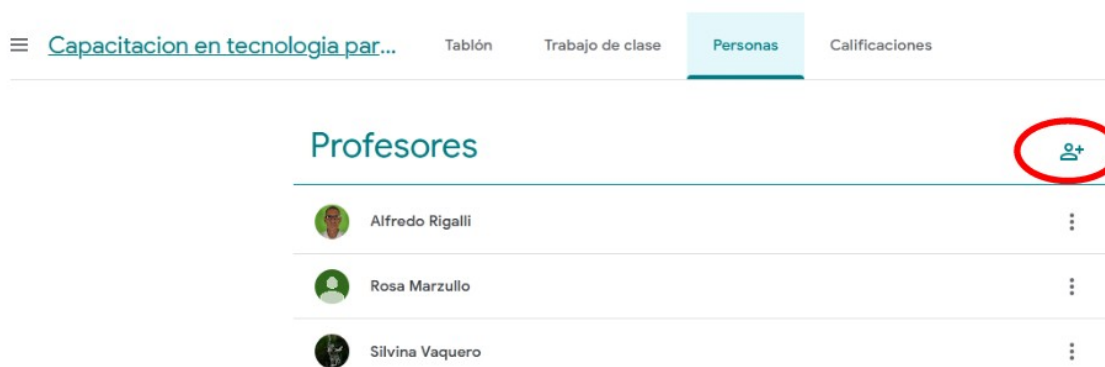 Capacitacion en tecnologia par... Tablón Trabajo de clase Personas Calificaciones
Profesores
Alfredo Rigalli
Rosa Marzullo
Silvina Vaquero